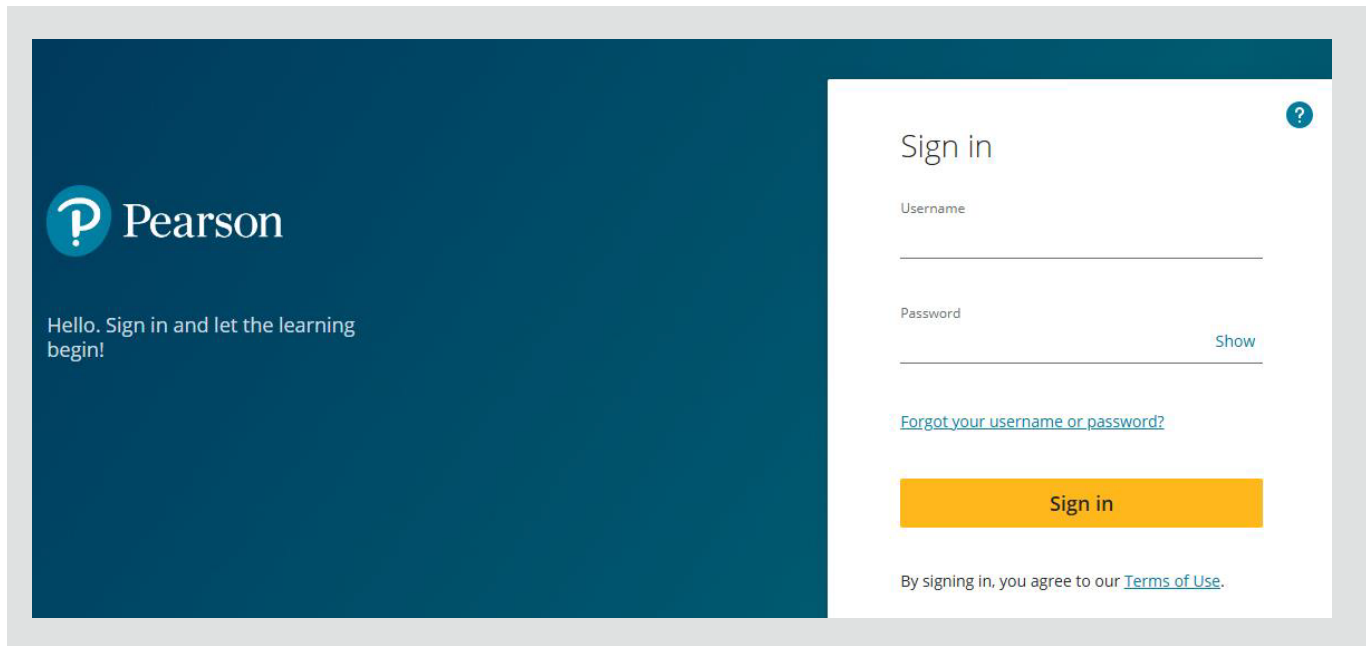 Pearson
Hello. Sign in and let the learning
begin!
?
Sign in
Username
Password
Show
Forgot your username or password?
Sign in
By signing in, you agree to our Terms of Use.